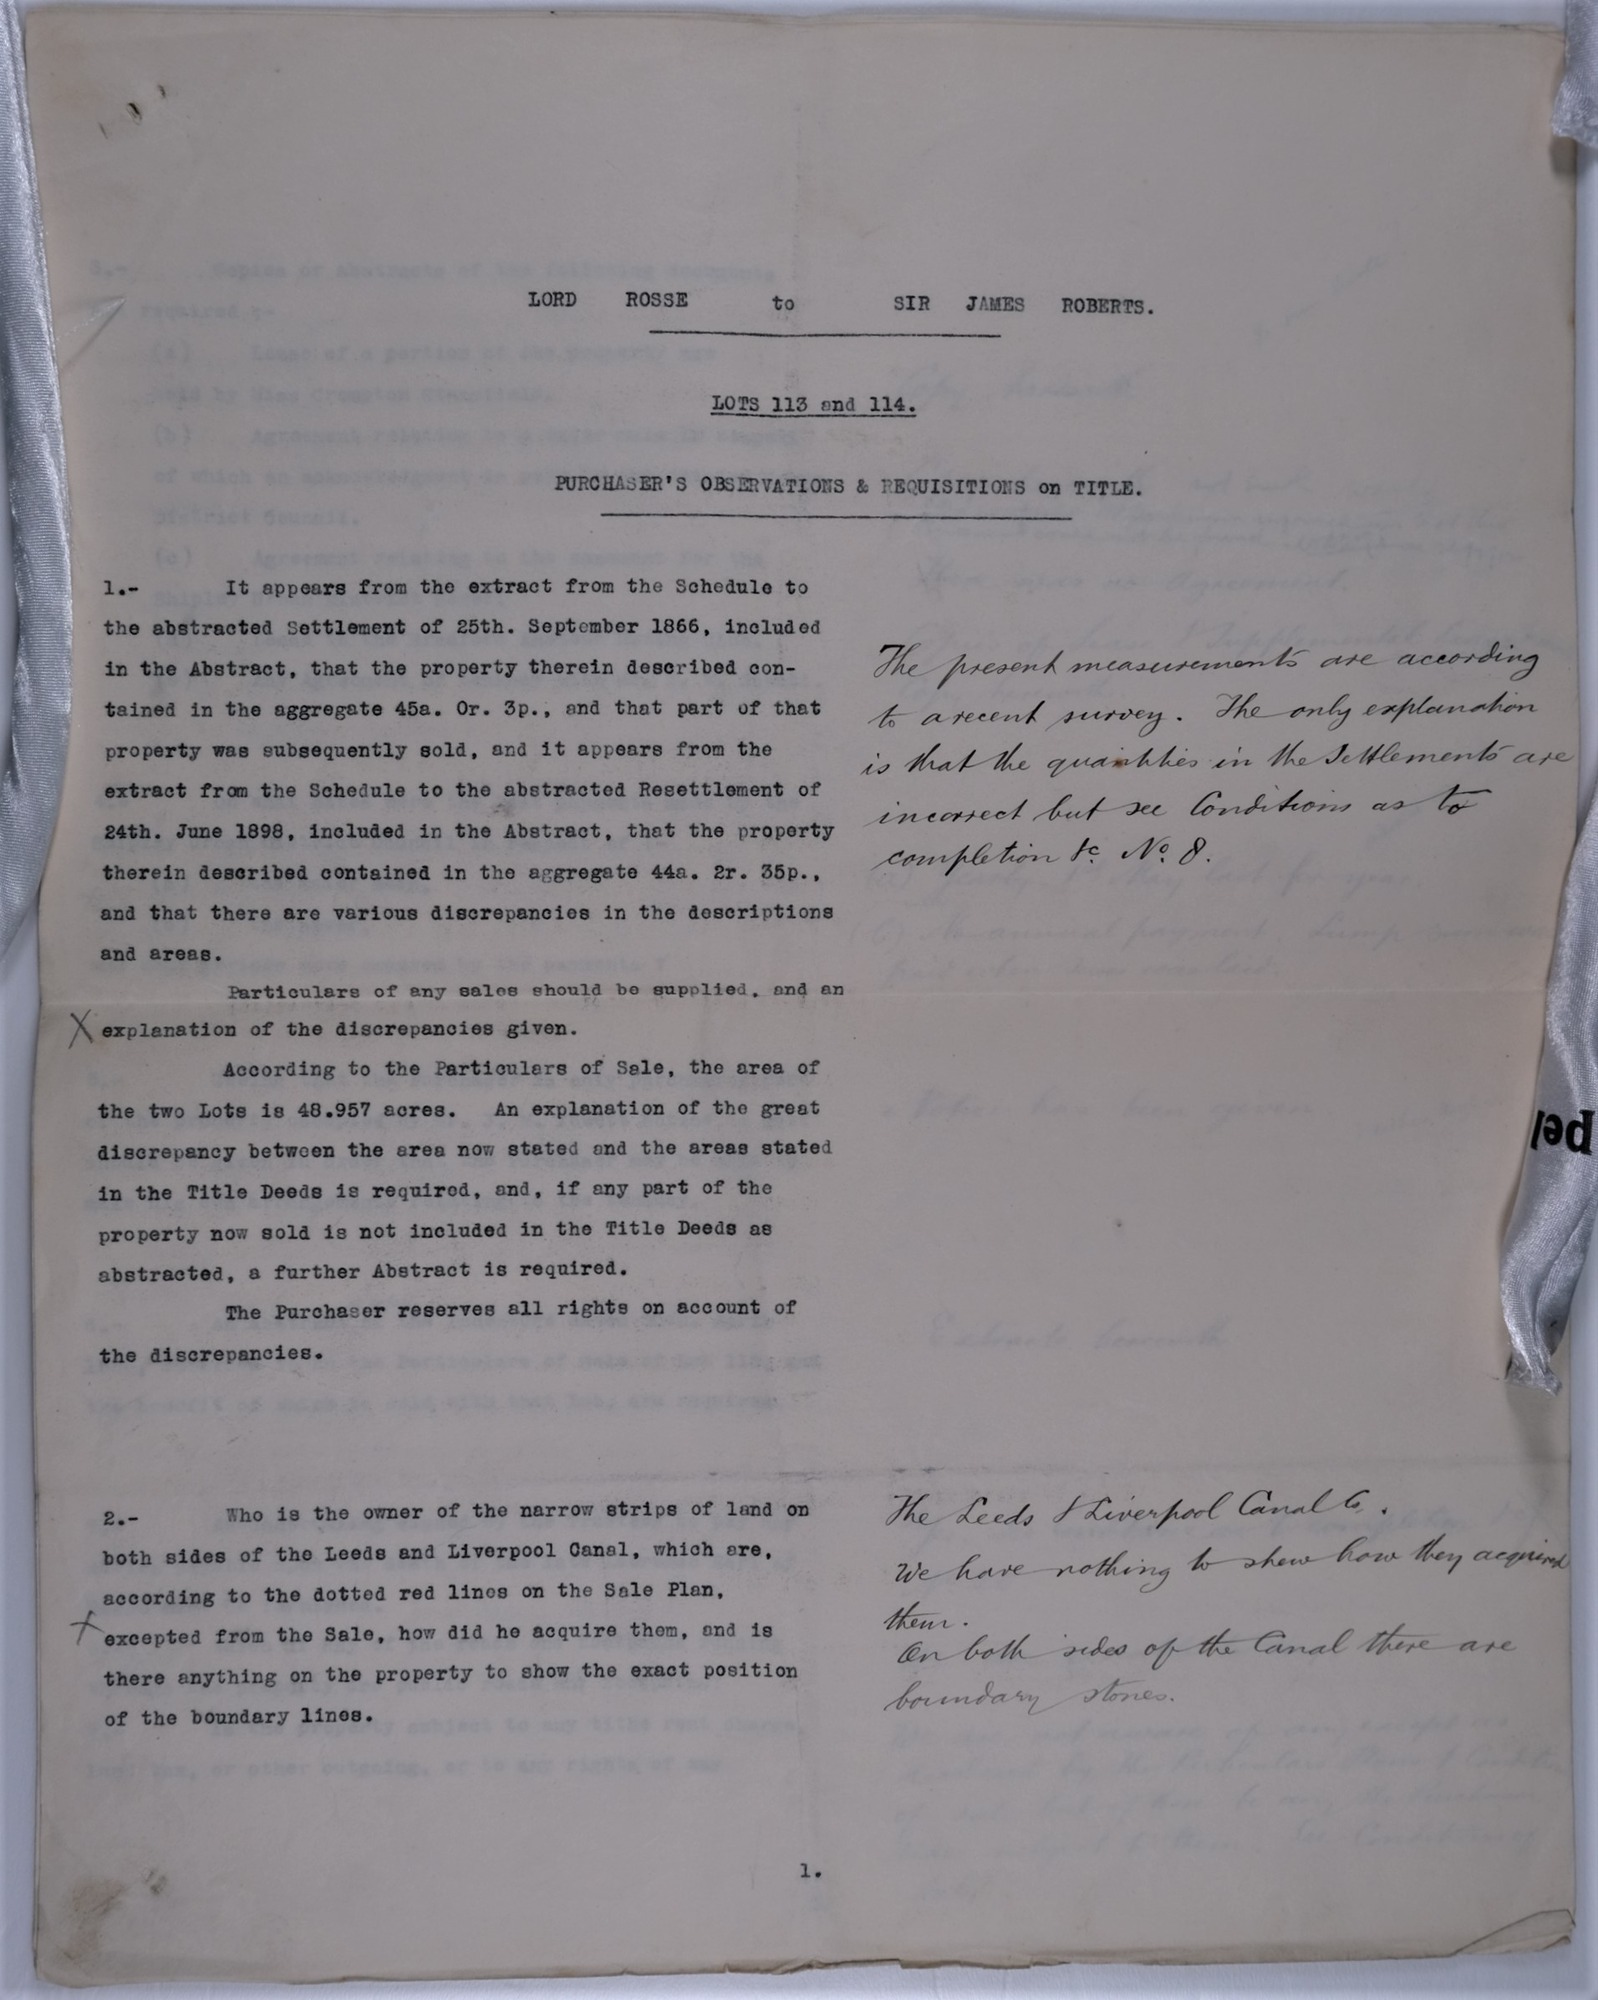 LORD ROSSE to SIR JAMES ROBERTS.
LOTS 113 and 114.
PURCHASER'S OBSERVATIONS & REQUISITIONS on TITLE.
1.- It appears from the extract from the Schedule to
the abstracted Settlement of 25th. September 1866, included
in the Abstract, that the property therein described con-
tained in the aggregate 45a. 0r. 3p., and that part of that
property was subsequently sold, and it appears from the
extract from the Schedule to the abstracted Resettlement of
24th. June 1898, included in the Abstract, that the property
therein described contained in the aggregate 44a. 2r. 35p.,
and that there are various discrepancies in the descriptions
and areas.
Particulars of any sales should be supplied, and an
X explanation of the discrepancies given.
According to the Particulars of Sale, the area of
the two Lots is 48.957 acres. An explanation of the great
discrepancy between the area now stated and the areas stated
in the Title Deeds is required, and, if any part of the
property now sold is not included in the Title Deeds as
abstracted, a further Abstract is required.
The Purchaser reserves all rights on account of
the discrepancies.
The present measurements are according
to a recent survey. The only explanation
is that the quantities in the Settlements are
incorrect but see Conditions as to
completion &c. No. 8.
2.- Who is the owner of the narrow strips of land on
both sides of the Leeds and Liverpool Canal, which are,
according to the dotted red lines on the Sale Plan,
X excepted from the Sale, how did he acquire them, and is
there anything on the property to show the exact position
of the boundary lines.
The Leeds & Liverpool Canal Co.
We have nothing to shew how they acquired
them.
On both sides of the Canal there are
boundary stones.
1.
pel